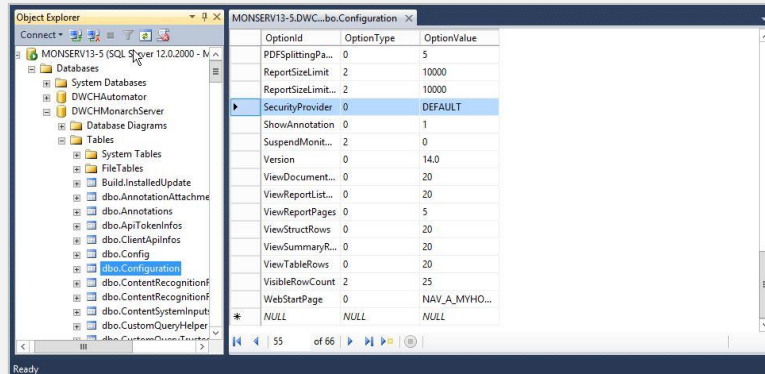 Object Explorer
Connect
MONSERV13-5 (SQL Server 12.0.2000 - M
Databases
System Databases
DWCHAutomator
DWCHMonarchServer
Database Diagrams
Tables
System Tables
FileTables
Build.InstalledUpdate
dbo.AnnotationAttachme
dbo.Annotations
dbo.ApiTokenInfos
dbo.ClientApiInfos
dbo.Config
dbo.Configuration
dbo.ContentRecognitionF
dbo.ContentRecognitionF
dbo.ContentSystemInputs
dbo.CustomQueryHelper
dbo.CustomQueryTrustee
MONSERV13-5.DWC...bo.Configuration
OptionId OptionType OptionValue
PDFSplittingPa... 0 5
ReportSizeLimit 2 10000
ReportSizeLimit... 2 10000
SecurityProvider 0 DEFAULT
ShowAnnotation 0 1
SuspendMonit... 2 0
Version 0 14.0
ViewDocument... 0 20
ViewReportList... 0 20
ViewReportPages 0 5
ViewStructRows 0 20
ViewSummaryR... 0 20
ViewTableRows 0 20
VisibleRowCount 2 25
WebStartPage 0 NAV_A_MYHO...
NULL NULL NULL
55 of 66
Ready